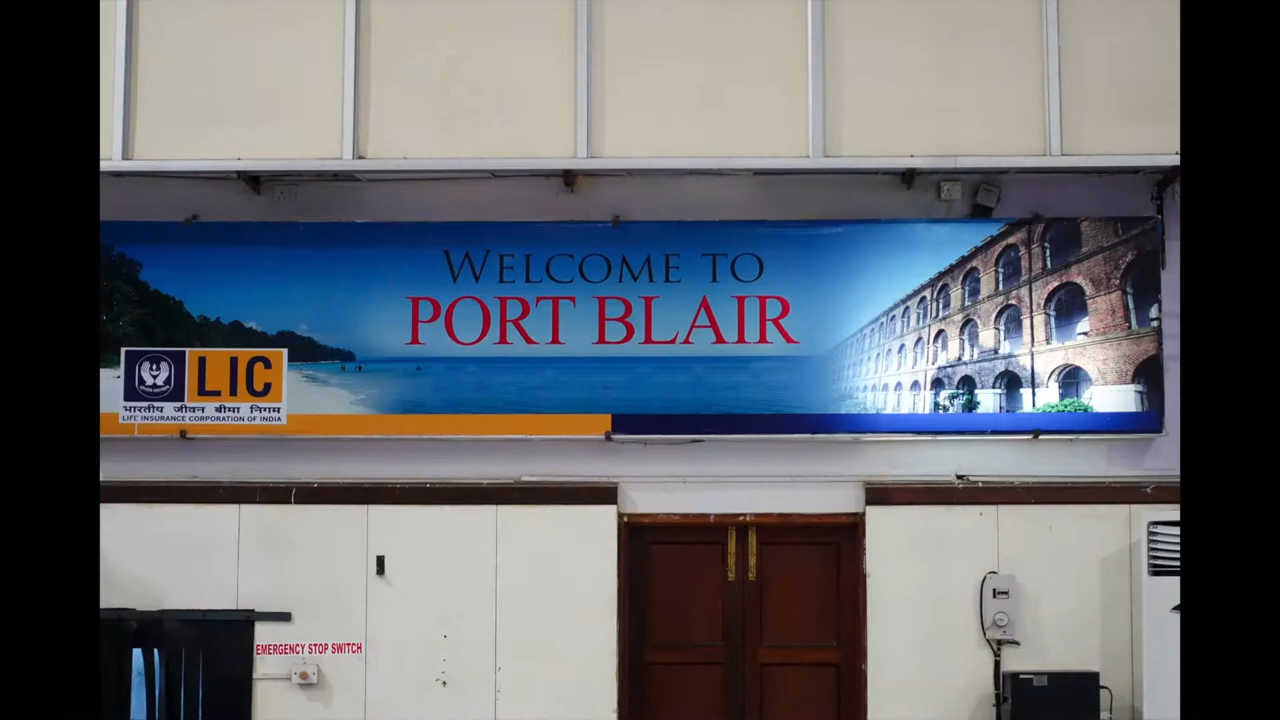 WELCOME TO
PORT BLAIR
LIC
भारतीय जीवन बीमा निगम
LIFE INSURANCE CORPORATION OF INDIA
EMERGENCY STOP SWITCH